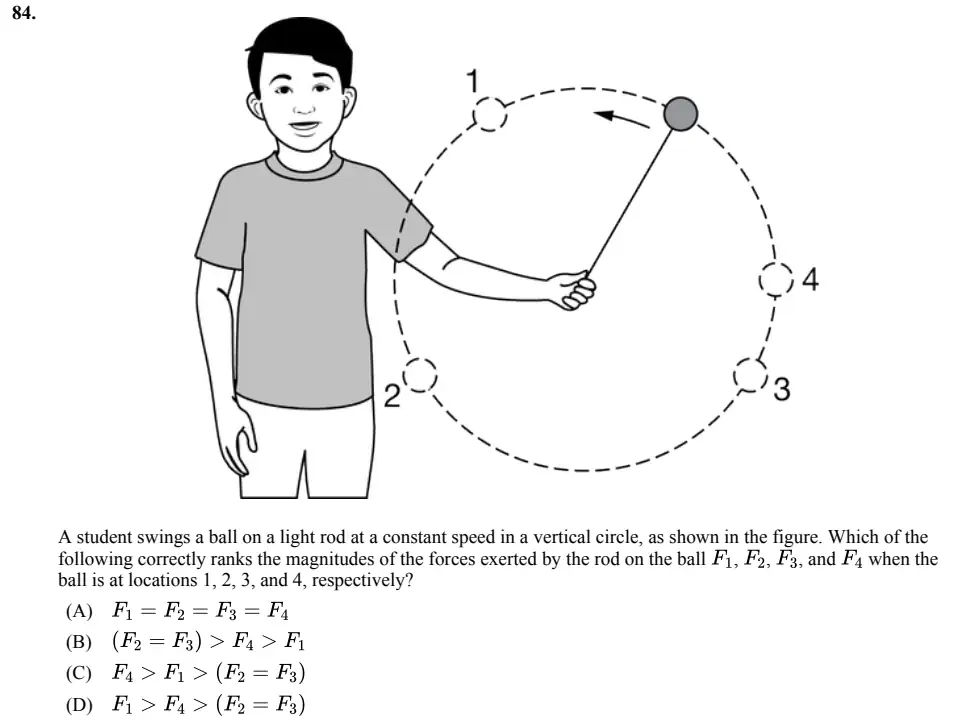 84.
1
4
2
3
A student swings a ball on a light rod at a constant speed in a vertical circle, as shown in the figure. Which of the
following correctly ranks the magnitudes of the forces exerted by the rod on the ball F₁, F₂, F₃, and F₄ when the
ball is at locations 1, 2, 3, and 4, respectively?
(A) F₁ = F₂ = F₃ = F₄
(B) (F₂ = F₃) > F₄ > F₁
(C) F₄ > F₁ > (F₂ = F₃)
(D) F₁ > F₄ > (F₂ = F₃)